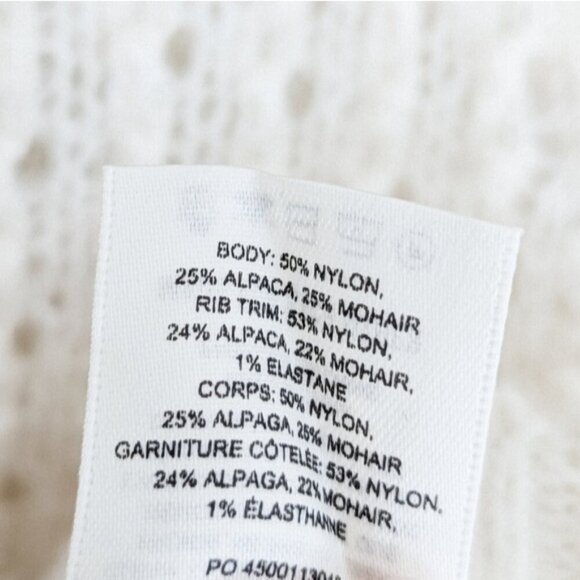 BODY: 50% NYLON,
25% ALPACA, 25% MOHAIR
RIB TRIM: 53% NYLON,
24% ALPACA, 22% MOHAIR,
1% ELASTANE
CORPS: 50% NYLON,
25% ALPAGA, 25% MOHAIR
GARNITURE CÔTELÉE: 53% NYLON,
24% ALPAGA, 22% MOHAIR,
1% ÉLASTHANNE
PO